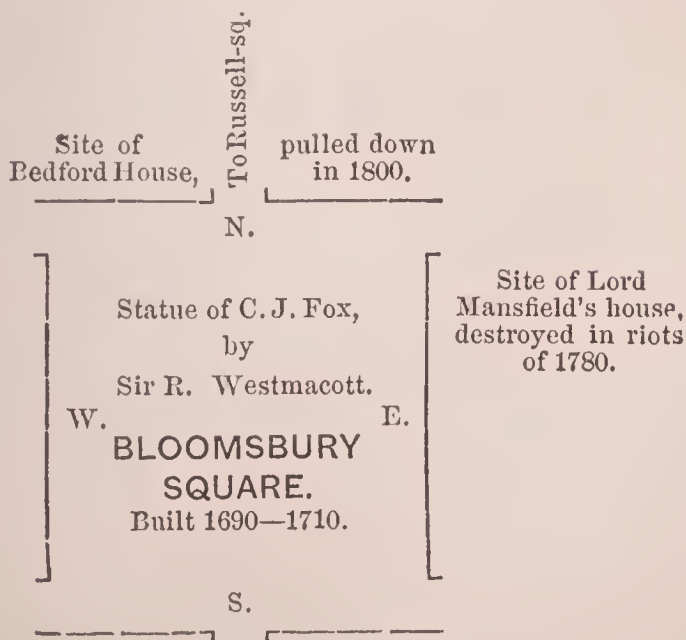 To Russell-sq.
Site of
Bedford House,
pulled down
in 1800.
N.
Statue of C. J. Fox,
by
Sir R. Westmacott.
W.
E.
BLOOMSBURY
SQUARE.
Built 1690—1710.
Site of Lord
Mansfield's house,
destroyed in riots
of 1780.
S.